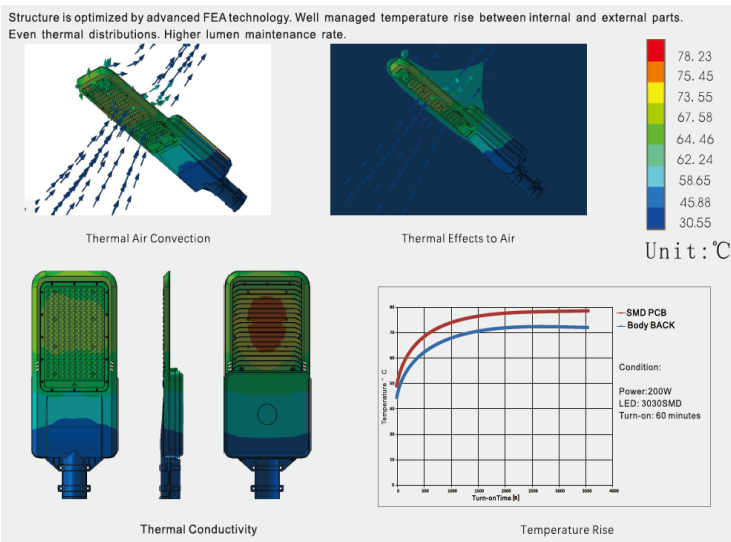 Structure is optimized by advanced FEA technology. Well managed temperature rise between internal and external parts.
Even thermal distributions. Higher lumen maintenance rate.
78.23
75.45
73.55
67.58
64.46
62.24
58.65
45.88
30.55
Unit:℃
Thermal Air Convection
Thermal Effects to Air
SMD PCB
Body BACK
Condition:
Power:200W
LED: 3030SMD
Turn-on: 60 minutes
Temperature ° C
0
500
1000
1500
2000
2500
3000
3500
4000
Turn-onTime
Thermal Conductivity
Temperature Rise